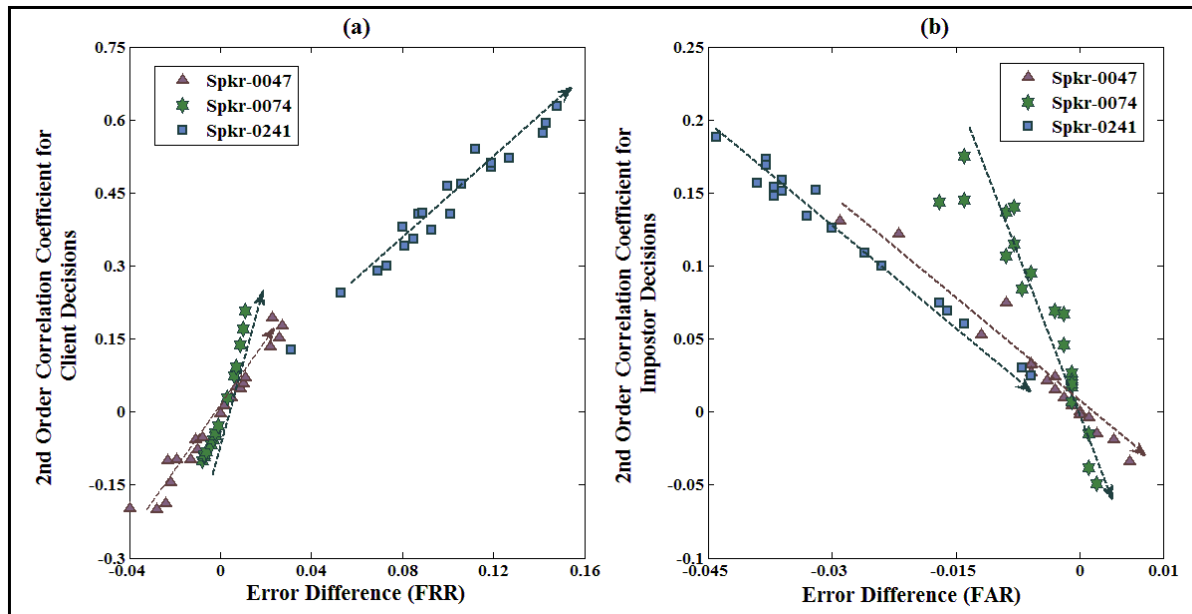 (a)
0.75
0.6
0.45
0.3
0.15
0
-0.15
-0.3
-0.04
0
0.04
0.08
0.12
0.16
2nd Order Correlation Coefficient for
Client Decisions
Error Difference (FRR)
Spkr-0047
Spkr-0074
Spkr-0241
(b)
0.25
0.2
0.15
0.1
0.05
0
-0.05
-0.1
-0.045
-0.03
-0.015
0
0.01
2nd Order Correlation Coefficient for
Impostor Decisions
Error Difference (FAR)
Spkr-0047
Spkr-0074
Spkr-0241